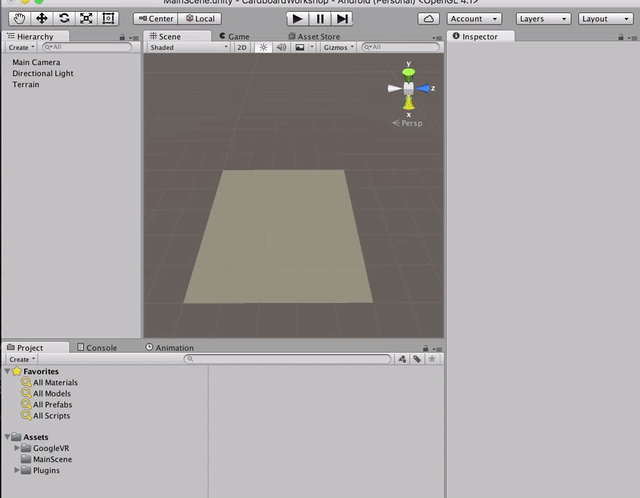 MainScene.unity - CardboardWorkshop - Android (Personal) <OpenGL 4.1>
Center Local Account Layers Layout
Hierarchy Scene Game Asset Store Inspector
Create All Shaded 2D Gizmos All
Main Camera
Directional Light
Terrain
y
z
x
Persp
Project Console Animation
Create
Favorites
All Materials
All Models
All Prefabs
All Scripts
Assets
GoogleVR
MainScene
Plugins